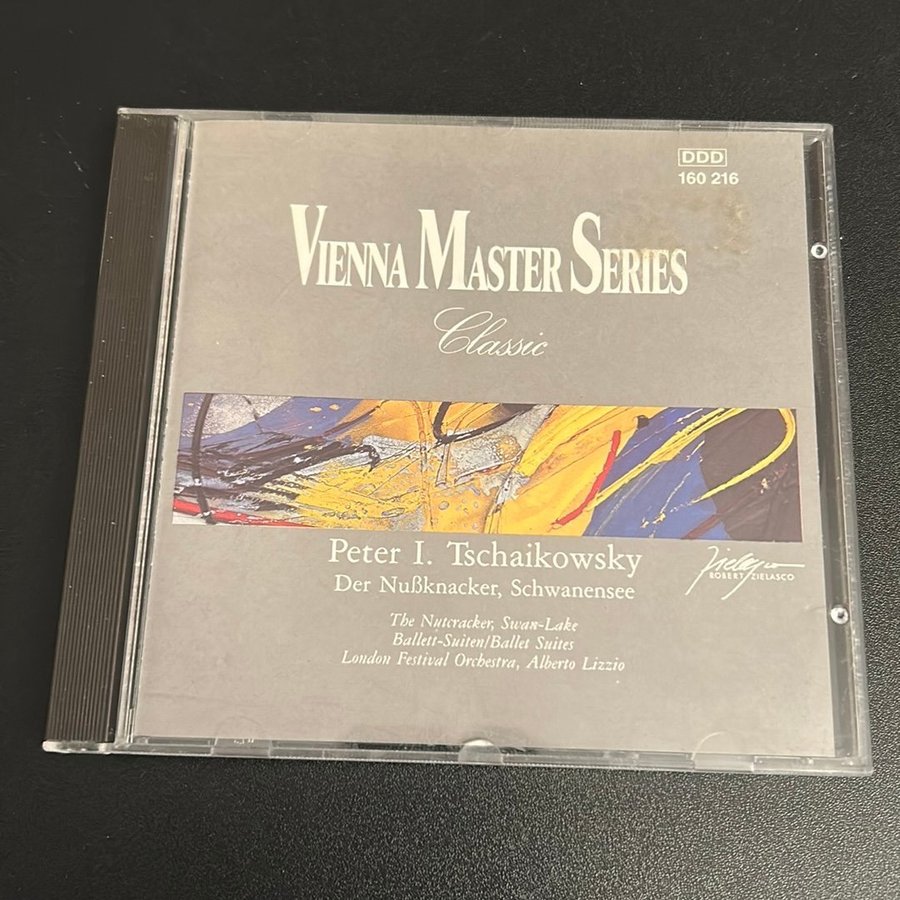 DDD
160 216
VIENNA MASTER SERIES
Classic
Peter I. Tschaikowsky
Der Nußknacker, Schwanensee
Zielasco
ROBERT ZIELASCO
The Nutcracker, Swan-Lake
Ballett-Suiten/Ballet Suites
London Festival Orchestra, Alberto Lizzio